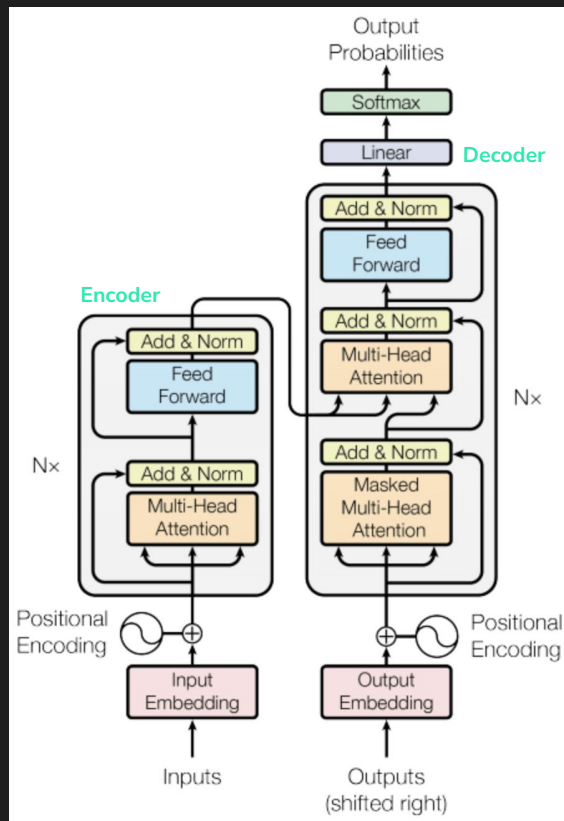 Output
Probabilities
Softmax
Linear
Decoder
Add & Norm
Feed
Forward
Add & Norm
Multi-Head
Attention
Nx
Add & Norm
Masked
Multi-Head
Attention
Positional
Encoding
Output
Embedding
Outputs
(shifted right)
Encoder
Add & Norm
Feed
Forward
Nx
Add & Norm
Multi-Head
Attention
Positional
Encoding
Input
Embedding
Inputs